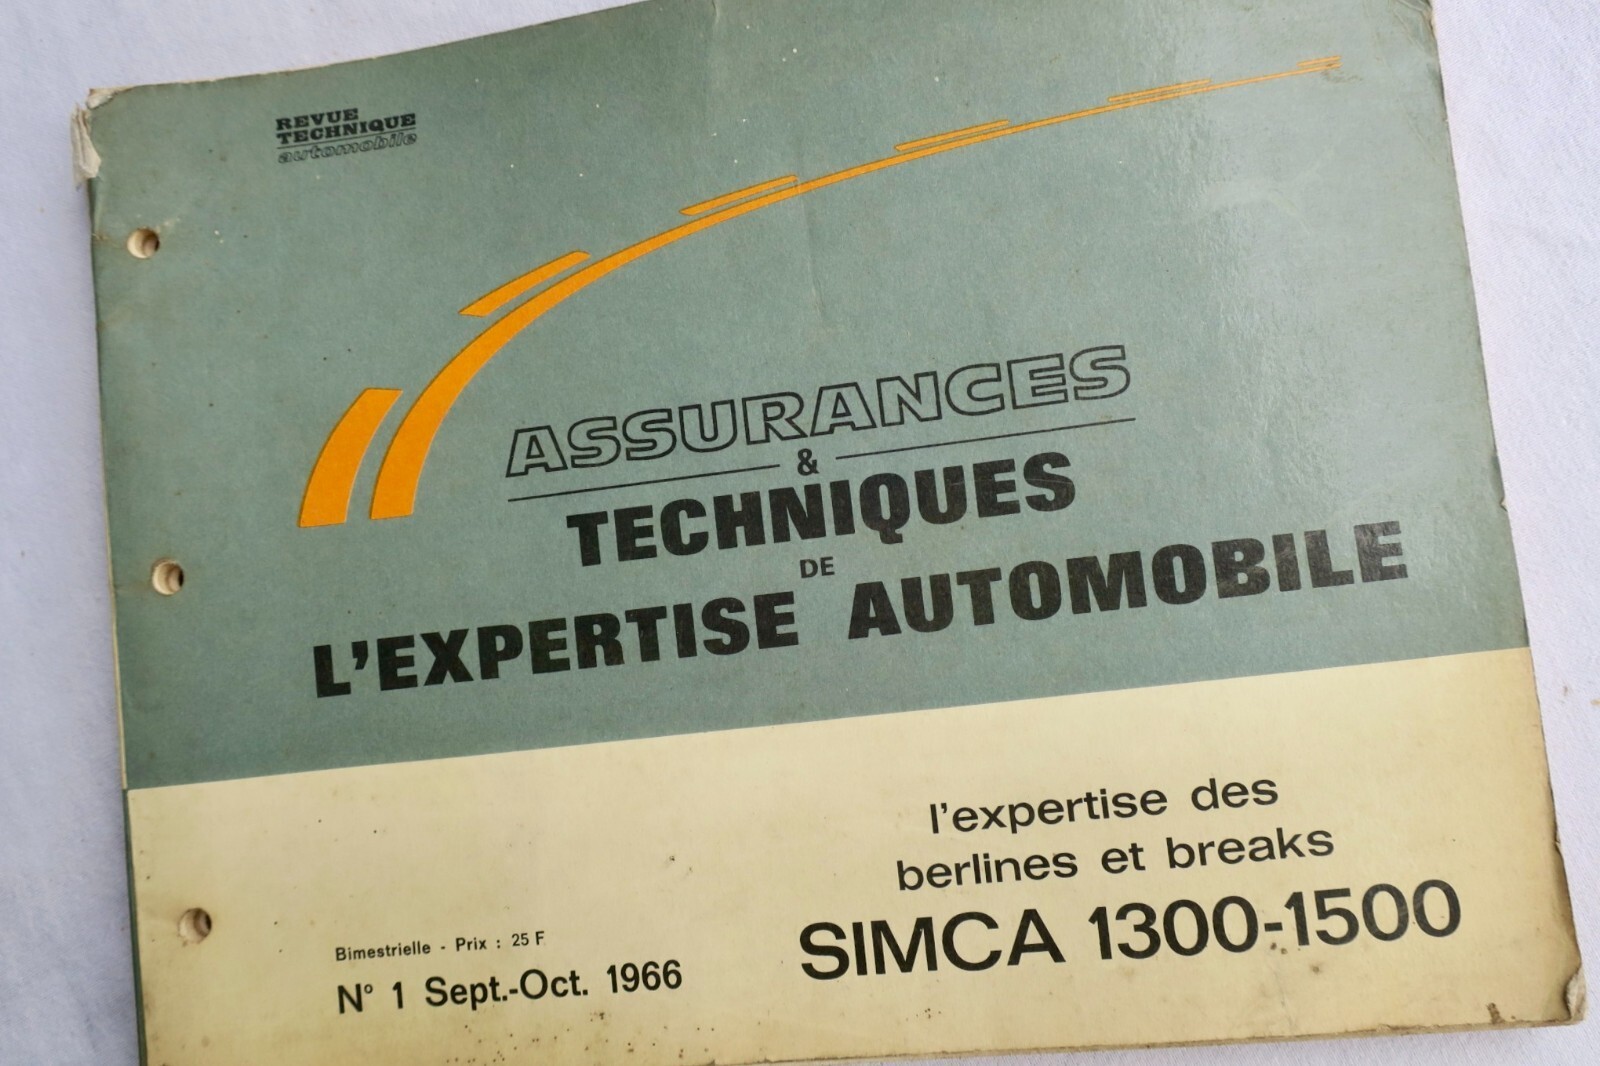 REVUE
TECHNIQUE
automobile
ASSURANCES
&
TECHNIQUES
DE
L'EXPERTISE AUTOMOBILE
l'expertise des
berlines et breaks
SIMCA 1300-1500
Bimestrielle - Prix : 25 F
N° 1 Sept.-Oct. 1966